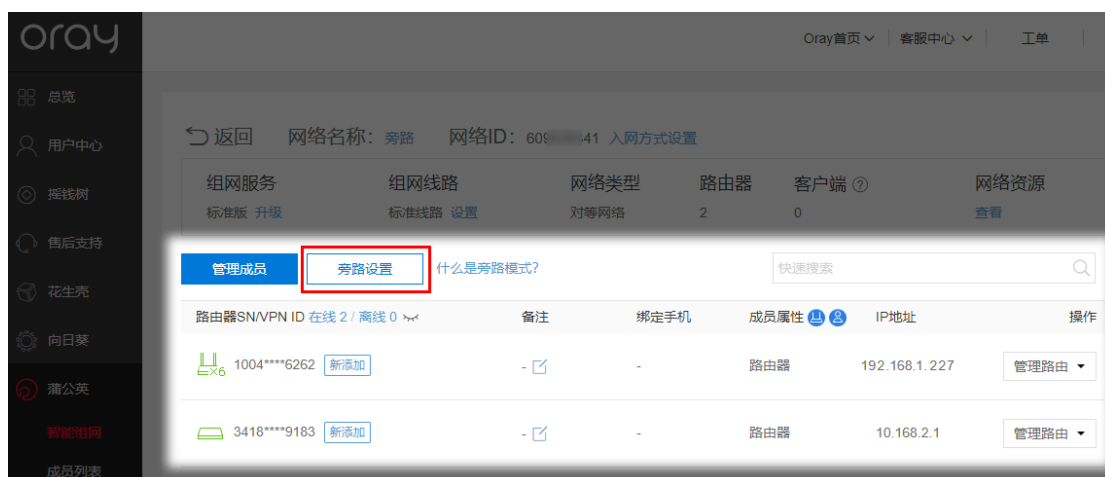 oray
Oray首页 客服中心 工单
总览
用户中心
摇钱树
售后支持
花生壳
向日葵
蒲公英
智能组网
成员列表
返回 网络名称：旁路 网络ID：609 41 入网方式设置
组网服务 组网线路 网络类型 路由器 客户端 ? 网络资源
标准版 升级 标准线路 设置 对等网络 2 0 查看
管理成员 旁路设置 什么是旁路模式? 快速搜索
路由器SN/VPN ID 在线 2 / 离线 0 备注 绑定手机 成员属性 IP地址 操作
X6 1004****6262 新添加 - - 路由器 192.168.1.227 管理路由
3418****9183 新添加 - - 路由器 10.168.2.1 管理路由